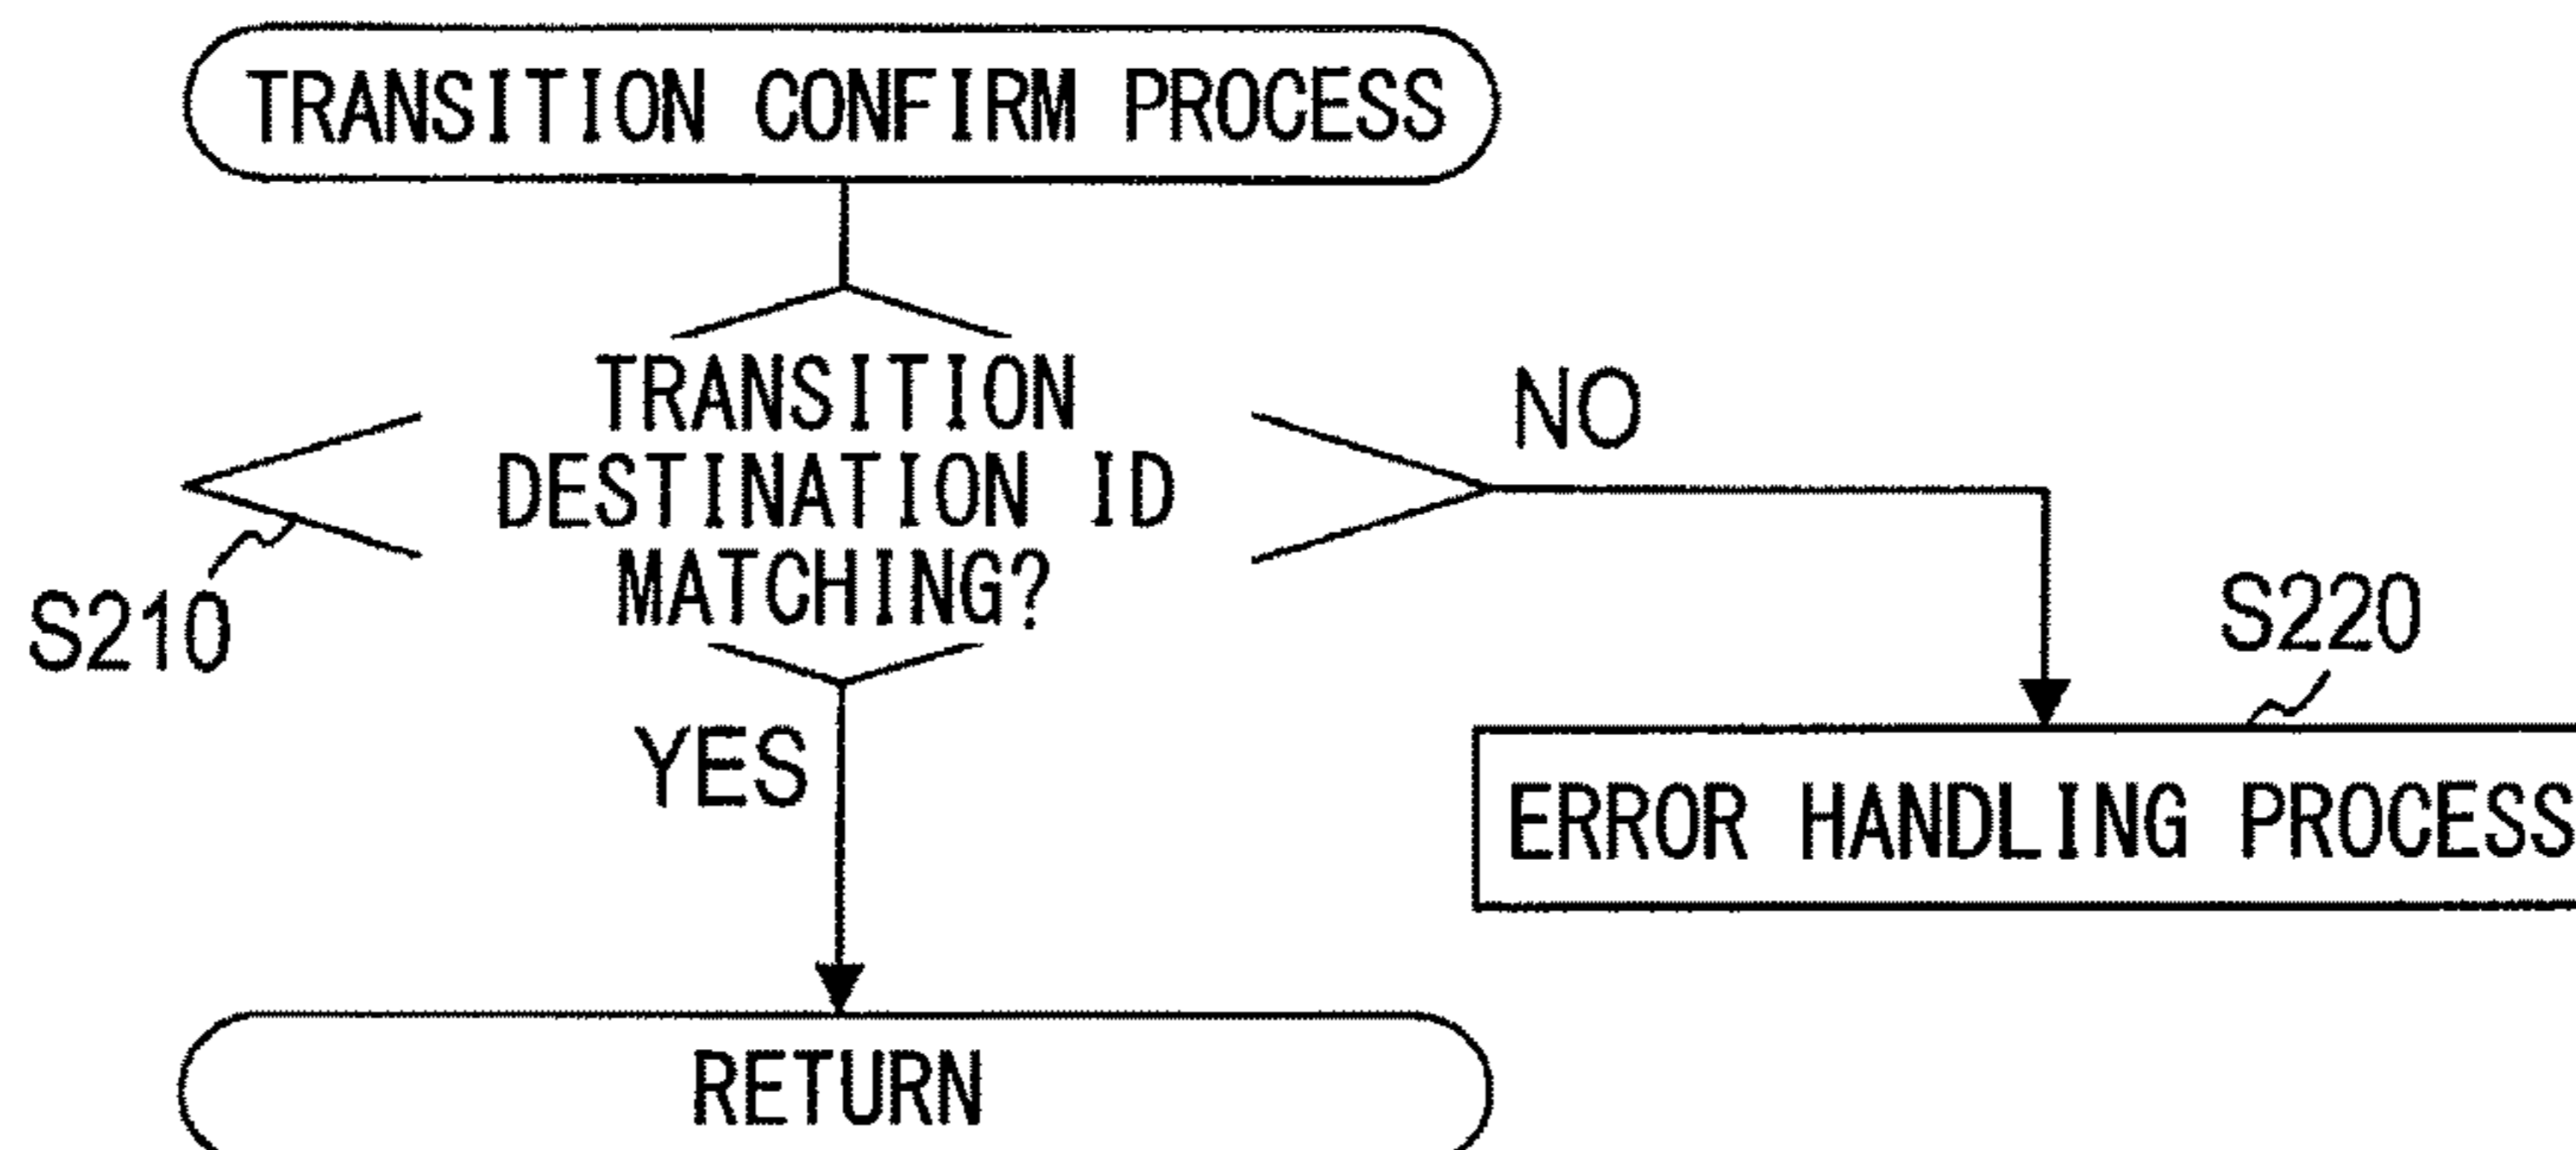 TRANSITION CONFIRM PROCESS
TRANSITION
DESTINATION ID
MATCHING?
NO
S210
S220
YES
ERROR HANDLING PROCESS
RETURN